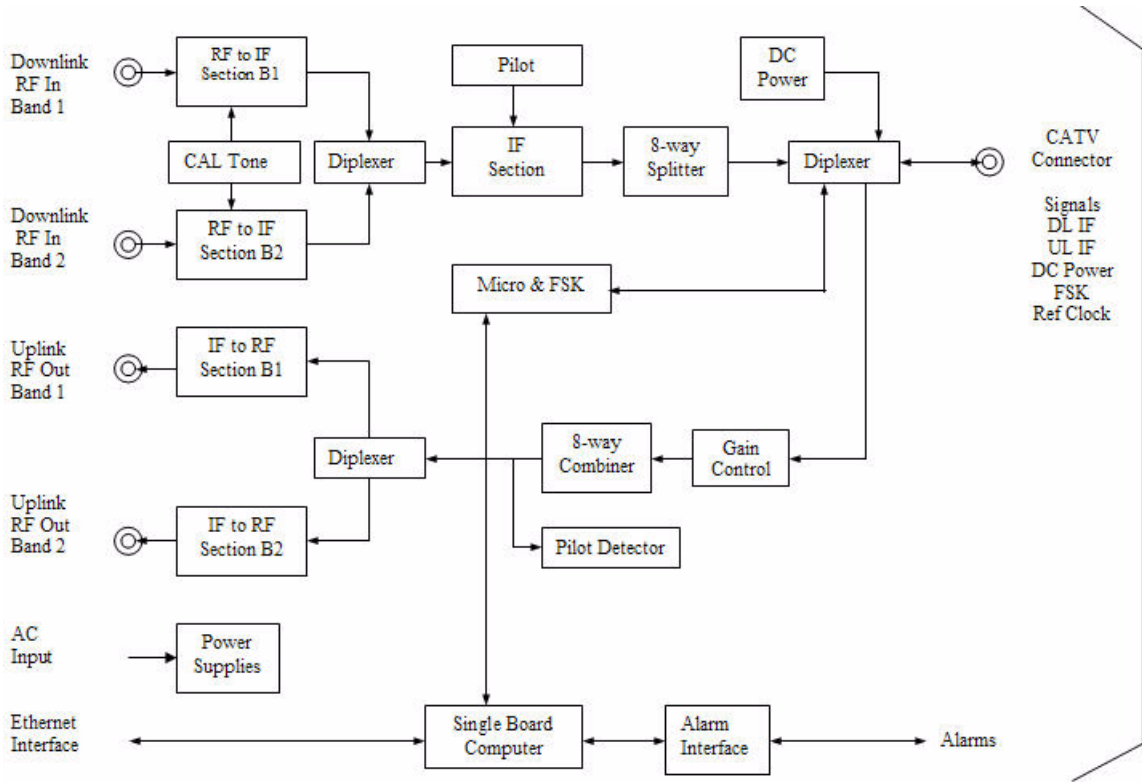 Downlink
RF In
Band 1
RF to IF
Section B1
Pilot
DC
Power
CAL Tone
Diplexer
IF
Section
8-way
Splitter
Diplexer
CATV
Connector
Signals
DL IF
UL IF
DC Power
FSK
Ref Clock
Downlink
RF In
Band 2
RF to IF
Section B2
Micro & FSK
Uplink
RF Out
Band 1
IF to RF
Section B1
Diplexer
8-way
Combiner
Gain
Control
Uplink
RF Out
Band 2
IF to RF
Section B2
Pilot Detector
AC
Input
Power
Supplies
Ethernet
Interface
Single Board
Computer
Alarm
Interface
Alarms